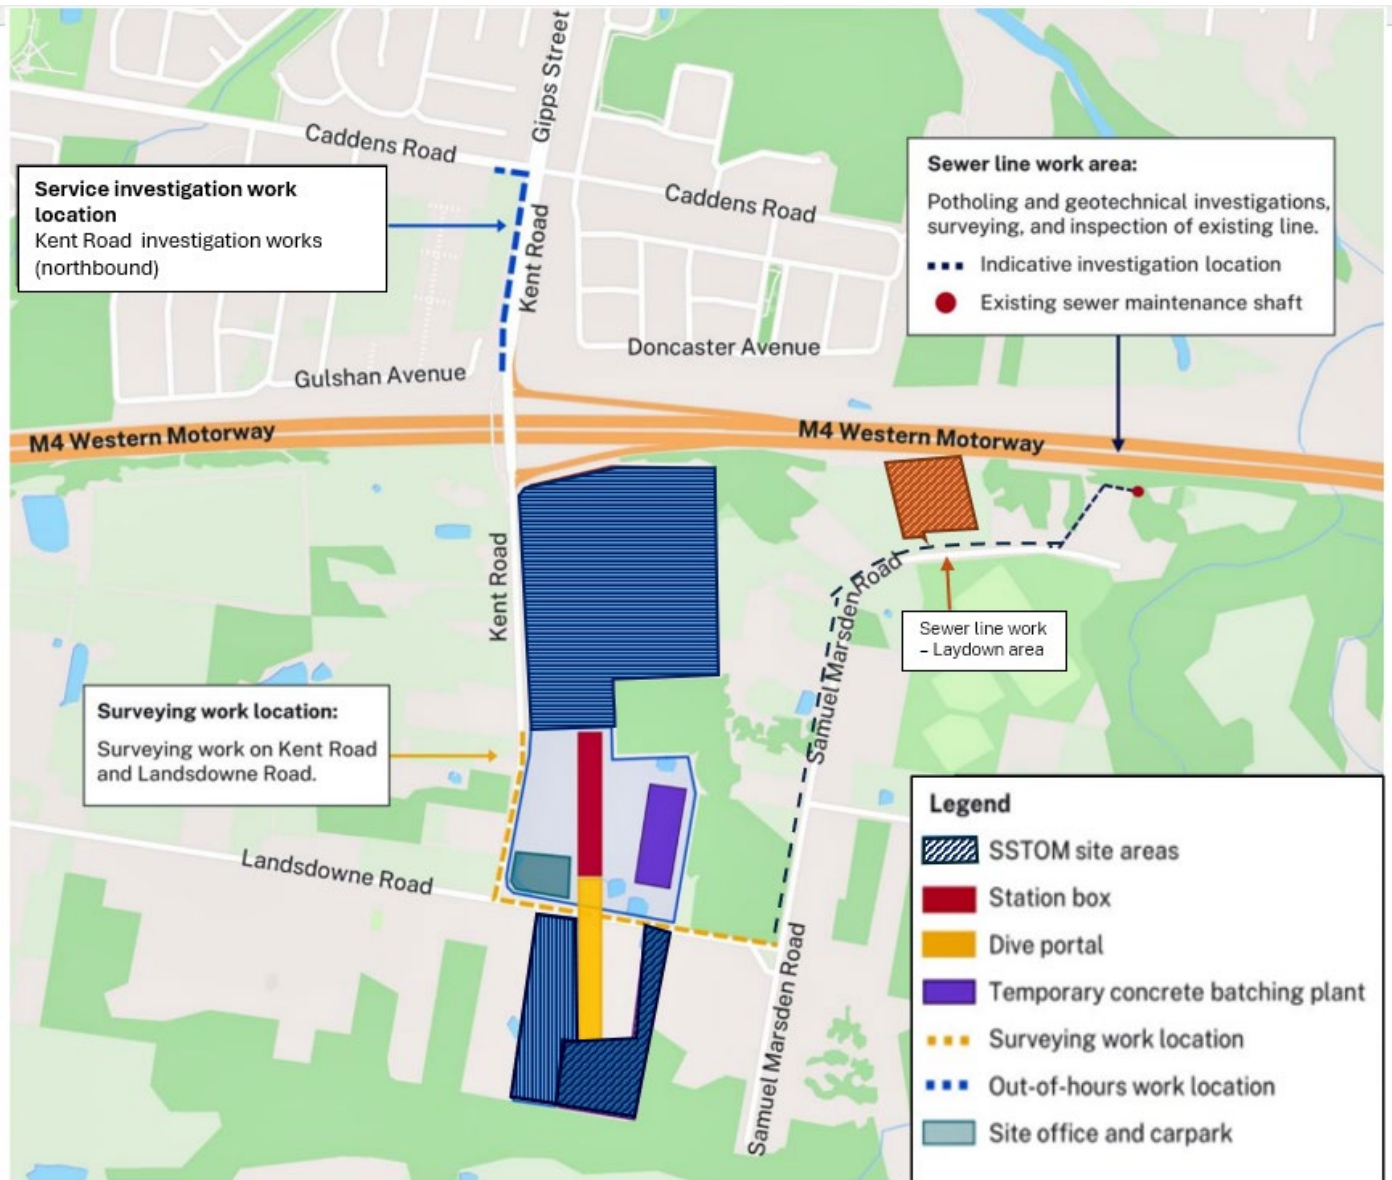 Gipps Street
Caddens Road
Service investigation work
location
Kent Road investigation works
(northbound)
Caddens Road
Kent Road
Sewer line work area:
Potholing and geotechnical investigations,
surveying, and inspection of existing line.
Indicative investigation location
Existing sewer maintenance shaft
Doncaster Avenue
Gulshan Avenue
M4 Western Motorway
M4 Western Motorway
Kent Road
Samuel Marsden Road
Sewer line work
– Laydown area
Surveying work location:
Surveying work on Kent Road
and Landsdowne Road.
Landsdowne Road
Samuel Marsden Road
Legend
SSTOM site areas
Station box
Dive portal
Temporary concrete batching plant
Surveying work location
Out-of-hours work location
Site office and carpark